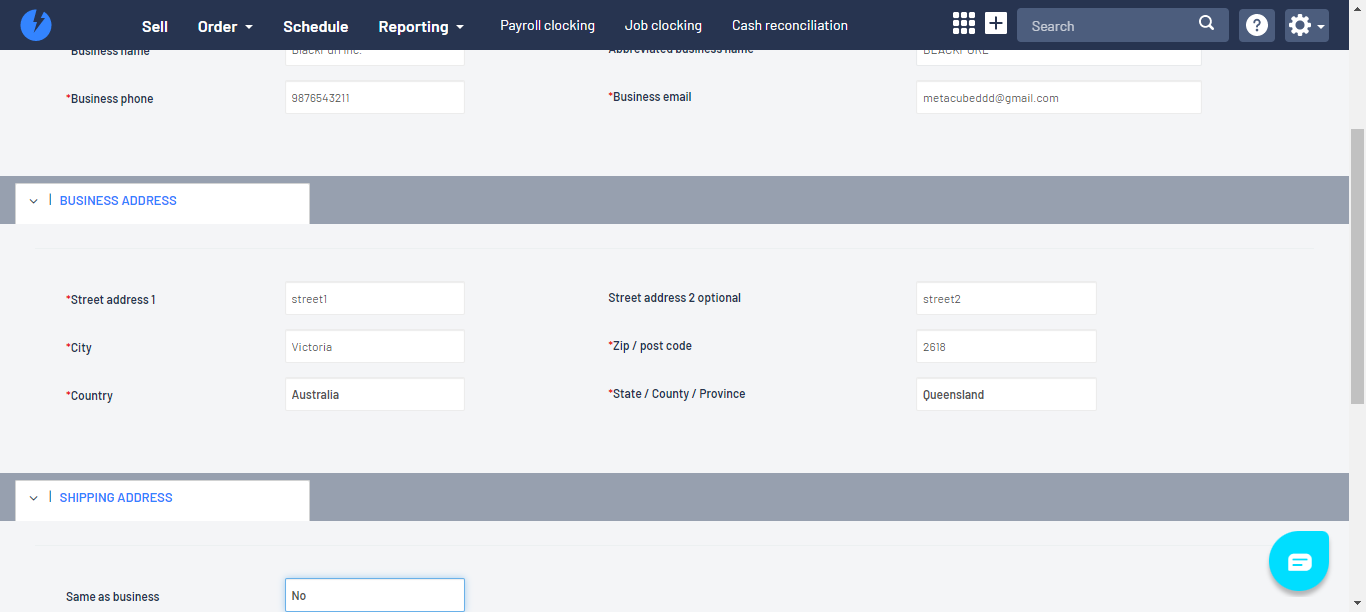 Sell Order Schedule Reporting Payroll clocking Job clocking Cash reconciliation Search
Business name Abbreviated business name
*Business phone 9876543211 *Business email metacubeddd@gmail.com
BUSINESS ADDRESS
*Street address 1 street1 Street address 2 optional street2
*City Victoria *Zip / post code 2618
*Country Australia *State / County / Province Queensland
SHIPPING ADDRESS
Same as business No